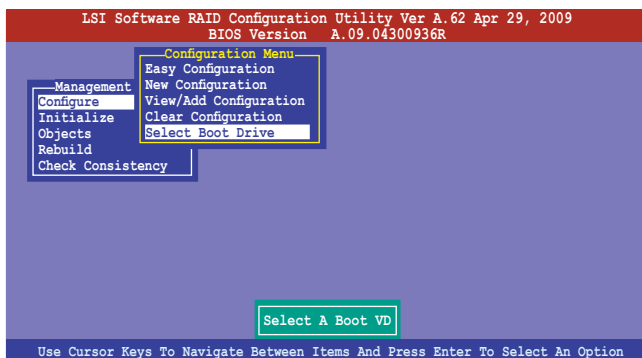 LSI Software RAID Configuration Utility Ver A.62 Apr 29, 2009
BIOS Version A.09.04300936R
Management
Configure
Initialize
Objects
Rebuild
Check Consistency
Configuration Menu
Easy Configuration
New Configuration
View/Add Configuration
Clear Configuration
Select Boot Drive
Select A Boot VD
Use Cursor Keys To Navigate Between Items And Press Enter To Select An Option